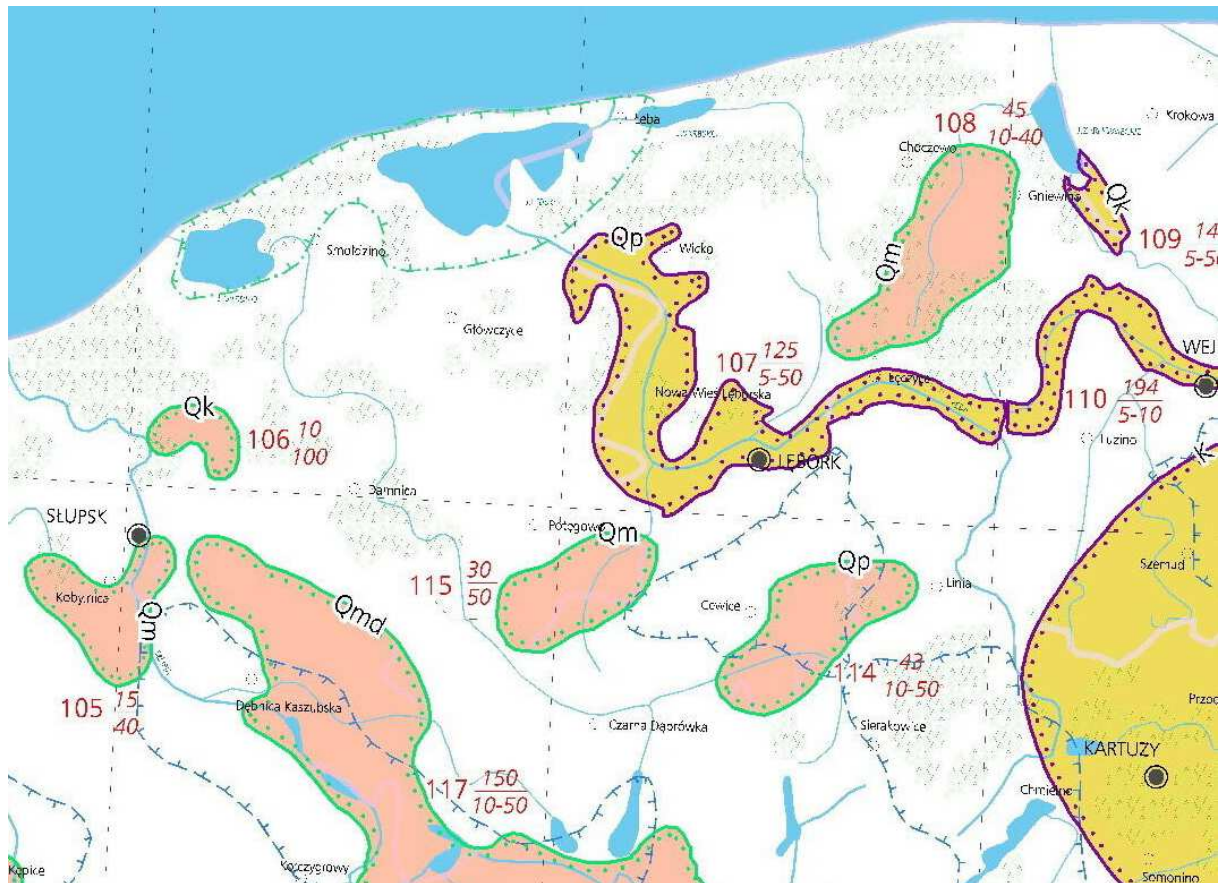 Łeba
Krokowa
108 45
10-40
Choczewo
Gniewino
Qk
109 14
5-50
Smołdzino
Qp
Wicko
Qm
Główczyce
107 125
5-50
Nowa Wieś Lęborska
Łęczyce
WEJ
110 194
5-10
Luzino
LĘBORK
Qk
106 10
100
Damnica
SŁUPSK
Potęgowo
Qm
K
Szemud
Kobylnica
Qm
115 30
50
Qmd
Qp
Cewice
Linia
105 15
40
114 43
10-50
Dębnica Kaszubska
Czarna Dąbrówka
Sierakowice
Przod
KARTUZY
117 150
10-50
Chmielno
Kępice
Kołczygłowy
Somonino